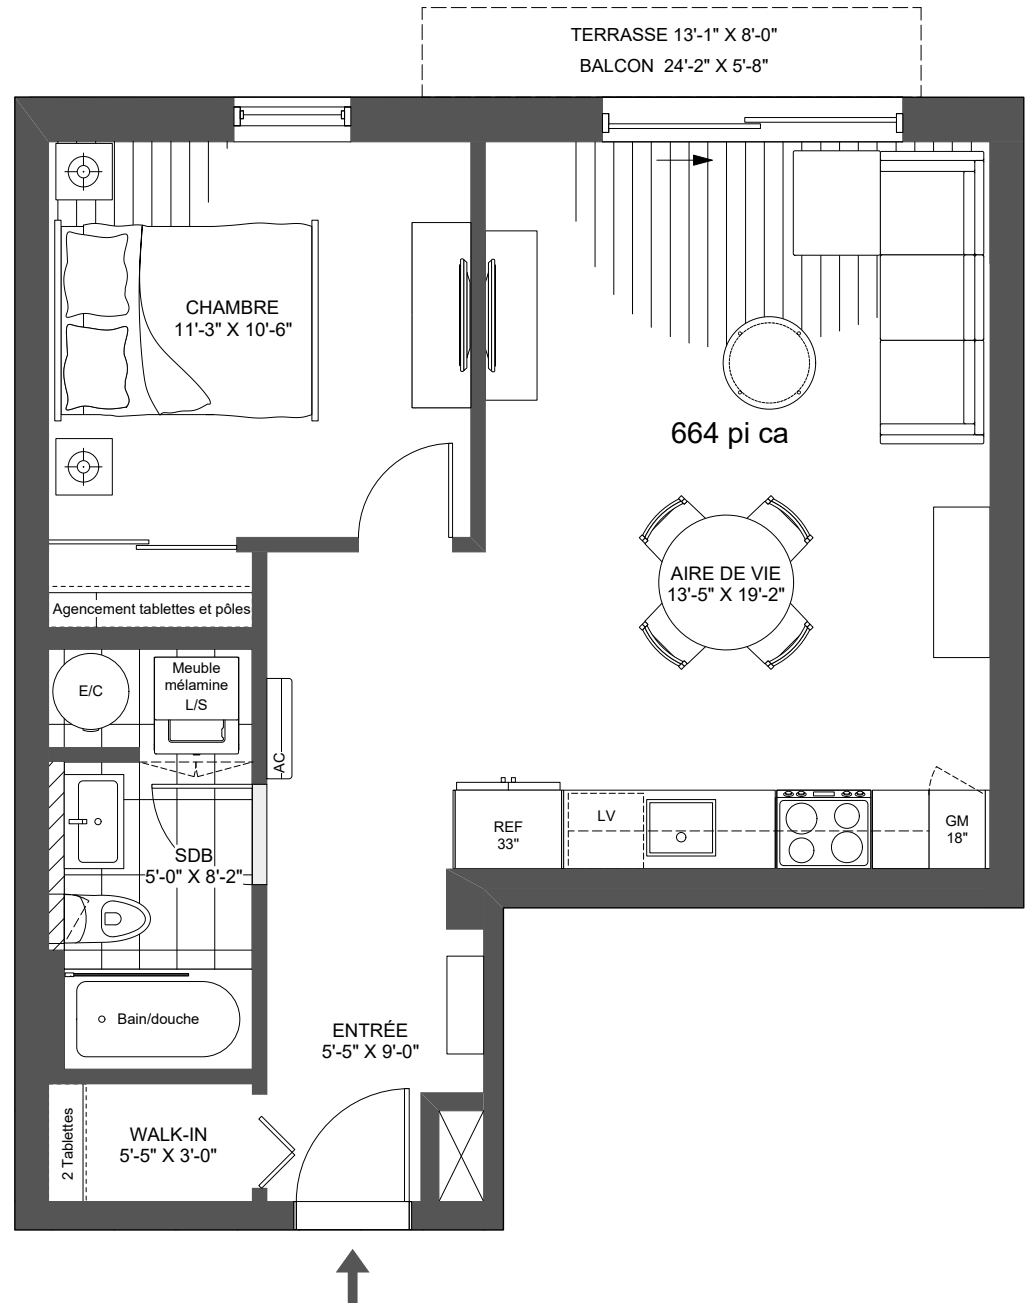 TERRASSE 13'-1" X 8'-0"
BALCON 24'-2" X 5'-8"
CHAMBRE
11'-3" X 10'-6"
664 pi ca
AIRE DE VIE
13'-5" X 19'-2"
Agencement tablettes et pôles
E/C
Meuble
mélamine
L/S
AC
REF
33"
LV
GM
18"
SDB
5'-0" X 8'-2"
Bain/douche
ENTRÉE
5'-5" X 9'-0"
2 Tablettes
WALK-IN
5'-5" X 3'-0"